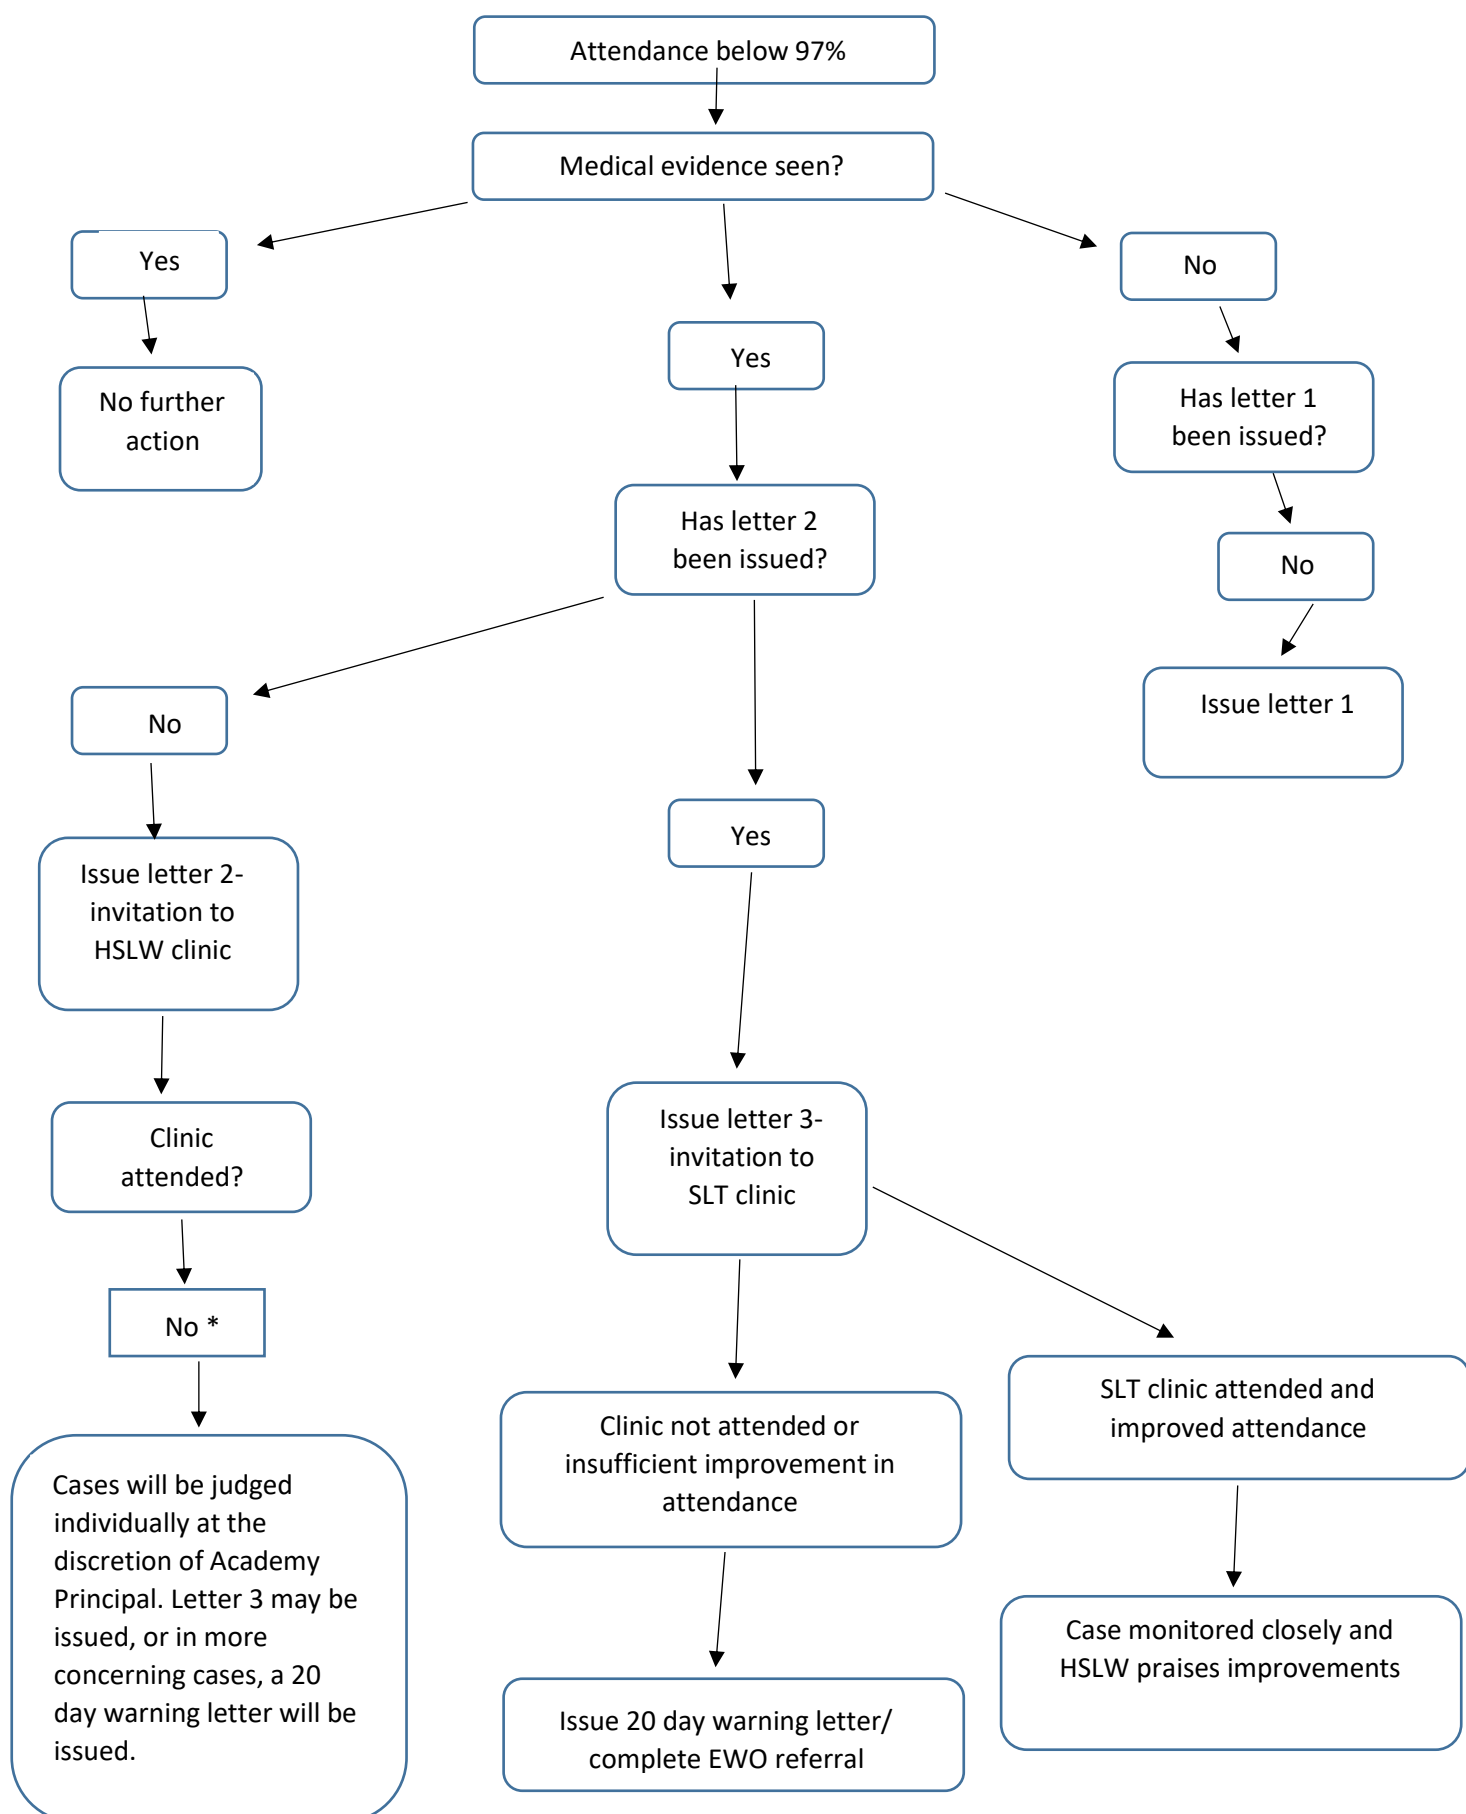 Attendance below 97%
Medical evidence seen?
Yes
No
Yes
No further
action
Has letter 1
been issued?
Has letter 2
been issued?
No
Issue letter 1
No
Yes
Issue letter 2-
invitation to
HSLW clinic
Clinic
attended?
Issue letter 3-
invitation to
SLT clinic
No *
SLT clinic attended and
improved attendance
Clinic not attended or
insufficient improvement in
attendance
Cases will be judged
individually at the
discretion of Academy
Principal. Letter 3 may be
issued, or in more
concerning cases, a 20
day warning letter will be
issued.
Case monitored closely and
HSLW praises improvements
Issue 20 day warning letter/
complete EWO referral